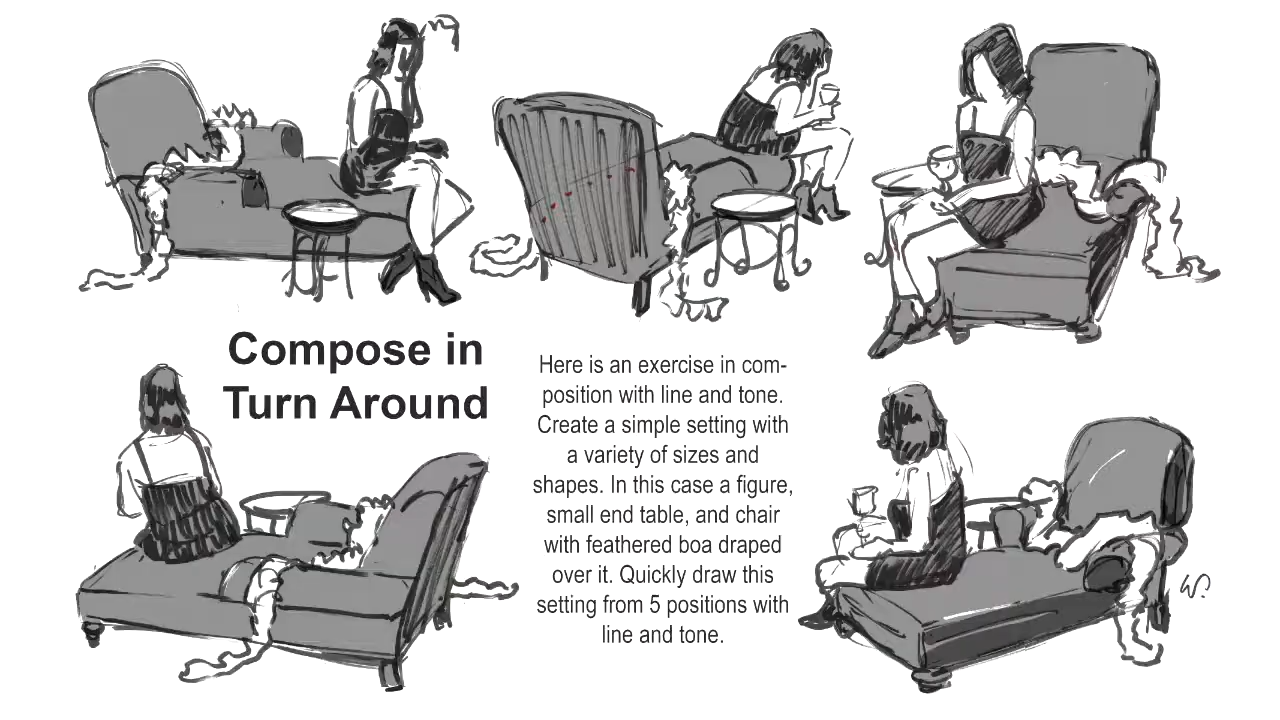 Compose in
Turn Around
Here is an exercise in com-
position with line and tone.
Create a simple setting with
a variety of sizes and
shapes. In this case a figure,
small end table, and chair
with feathered boa draped
over it. Quickly draw this
setting from 5 positions with
line and tone.